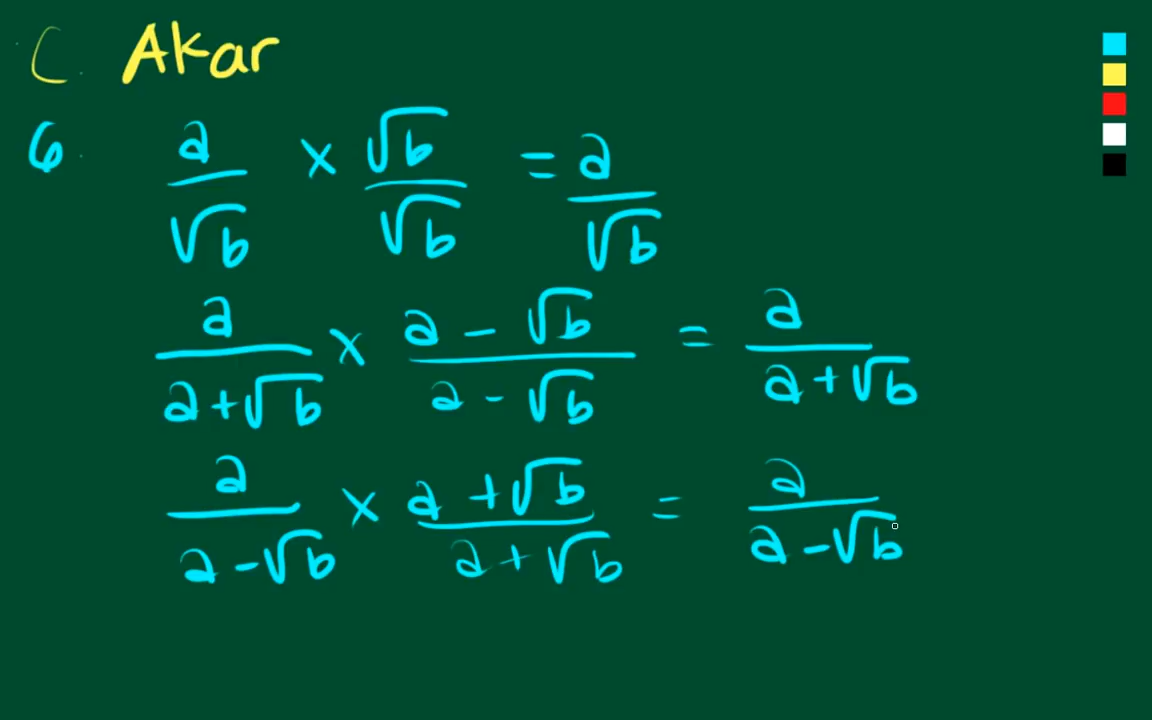 C. Akar
6. a/√b × √b/√b = a/√b
a/(a+√b) × (a - √b)/(a - √b) = a/(a+√b)
a/(a-√b) × (a+√b)/(a+√b) = a/(a-√b)